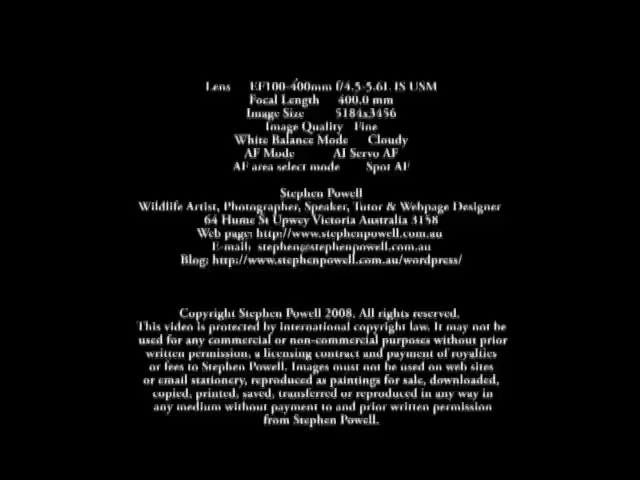 Lens EF100-400mm f/4.5-5.6L IS USM
Focal Length 400.0 mm
Image Size 5184x3456
Image Quality Fine
White Balance Mode Cloudy
AF Mode AI Servo AF
AF area select mode Spot AF
Stephen Powell
Wildlife Artist, Photographer, Speaker, Tutor & Webpage Designer
64 Hume St Upwey Victoria Australia 3158
Web page: http://www.stephenpowell.com.au
E-mail: stephen@stephenpowell.com.au
Blog: http://www.stephenpowell.com.au/wordpress/
Copyright Stephen Powell 2008. All rights reserved.
This video is protected by international copyright law. It may not be
used for any commercial or non-commercial purposes without prior
written permission, a licensing contract and payment of royalties
or fees to Stephen Powell. Images must not be used on web sites
or email stationery, reproduced as paintings for sale, downloaded,
copied, printed, saved, transferred or reproduced in any way in
any medium without payment to and prior written permission
from Stephen Powell.